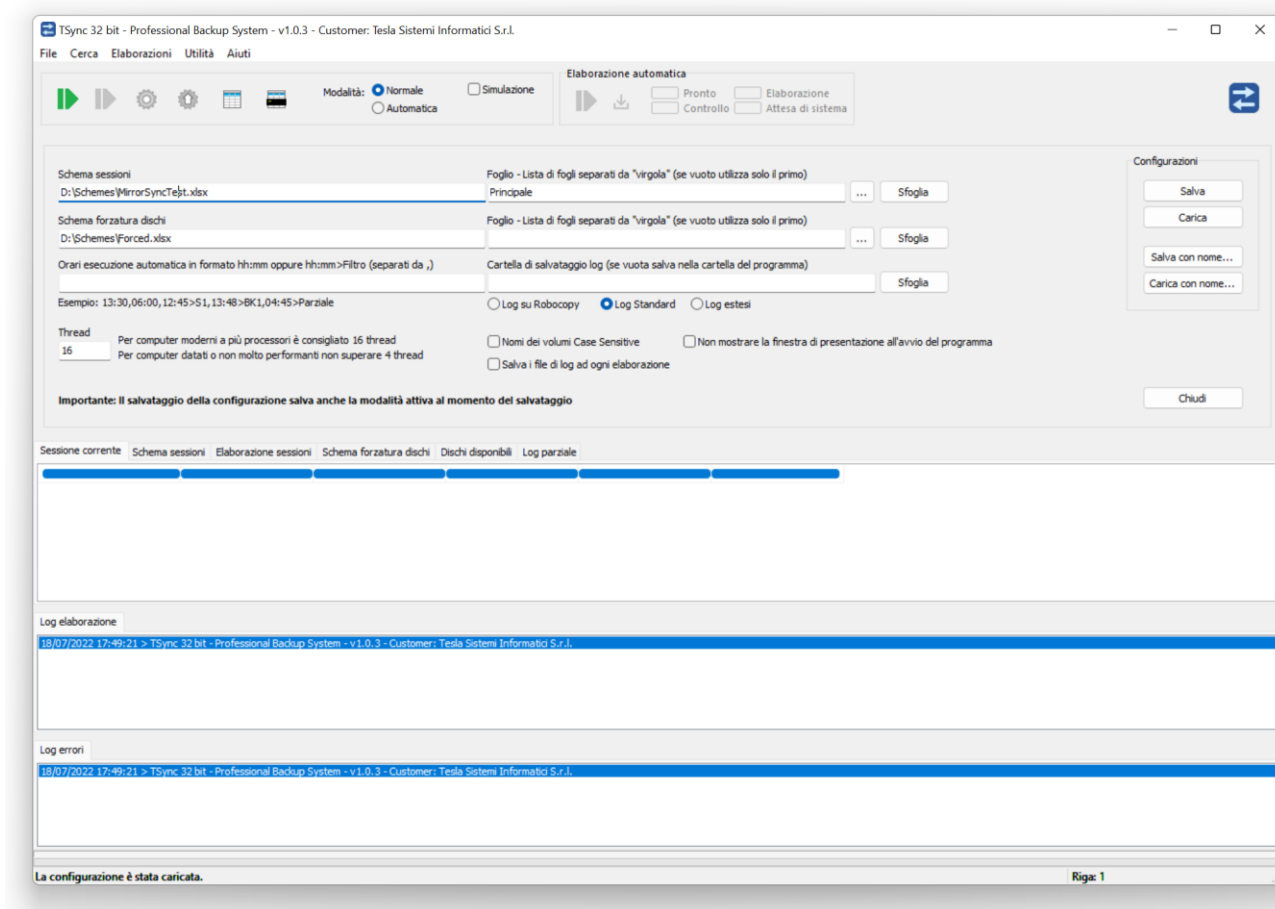 TSync 32 bit - Professional Backup System - v1.0.3 - Customer: Tesla Sistemi Informatici S.r.l.
File Cerca Elaborazioni Utilità Aiuti
Modalità: Normale Simulazione
Automatica
Elaborazione automatica
Pronto Elaborazione
Controllo Attesa di sistema
Schema sessioni Foglio - Lista di fogli separati da "virgola" (se vuoto utilizza solo il primo)
D:\Schemes\MirrorSyncTest.xlsx Principale ... Sfoglia
Schema forzatura dischi Foglio - Lista di fogli separati da "virgola" (se vuoto utilizza solo il primo)
D:\Schemes\Forced.xlsx ... Sfoglia
Orari esecuzione automatica in formato hh:mm oppure hh:mm>Filtro (separati da ,) Cartella di salvataggio log (se vuota salva nella cartella del programma)
Sfoglia
Esempio: 13:30,06:00,12:45>S1,13:48>BK1,04:45>Parziale Log su Robocopy Log Standard Log estesi
Thread
16
Per computer moderni a più processori è consigliato 16 thread
Per computer datati o non molto performanti non superare 4 thread
Nomi dei volumi Case Sensitive Non mostrare la finestra di presentazione all'avvio del programma
Salva i file di log ad ogni elaborazione
Importante: Il salvataggio della configurazione salva anche la modalità attiva al momento del salvataggio
Configurazioni
Salva
Carica
Salva con nome...
Carica con nome...
Chiudi
Sessione corrente Schema sessioni Elaborazione sessioni Schema forzatura dischi Dischi disponibili Log parziale
Log elaborazione
18/07/2022 17:49:21 > TSync 32 bit - Professional Backup System - v1.0.3 - Customer: Tesla Sistemi Informatici S.r.l.
Log errori
18/07/2022 17:49:21 > TSync 32 bit - Professional Backup System - v1.0.3 - Customer: Tesla Sistemi Informatici S.r.l.
La configurazione è stata caricata. Riga: 1